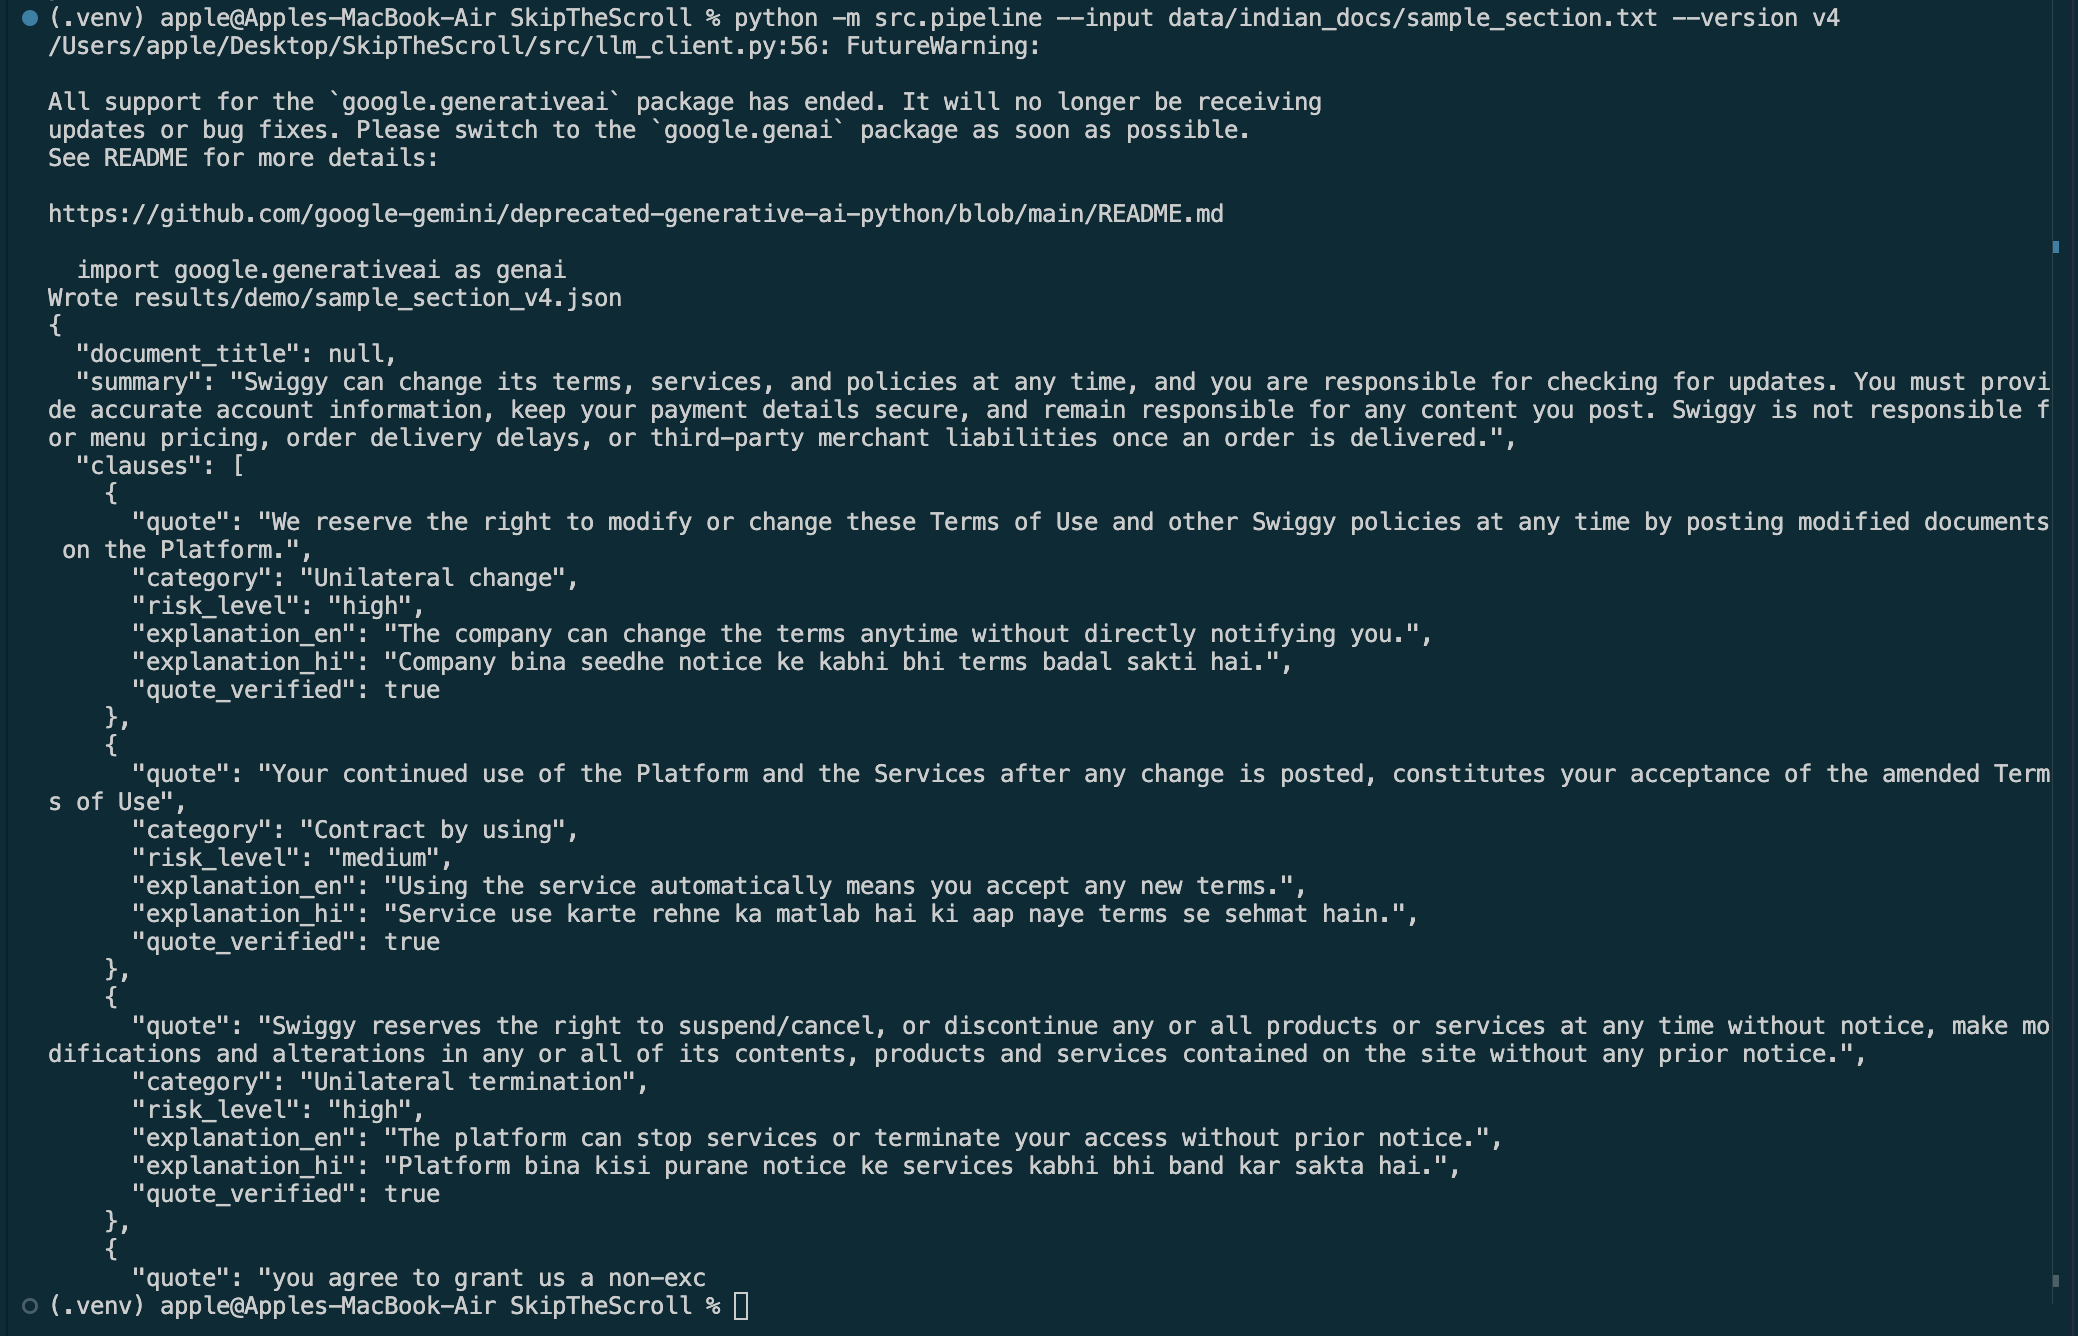 (.venv) apple@Apples-MacBook-Air SkipTheScroll % python -m src.pipeline --input data/indian_docs/sample_section.txt --version v4
/Users/apple/Desktop/SkipTheScroll/src/llm_client.py:56: FutureWarning:

All support for the `google.generativeai` package has ended. It will no longer be receiving
updates or bug fixes. Please switch to the `google.genai` package as soon as possible.
See README for more details:

https://github.com/google-gemini/deprecated-generative-ai-python/blob/main/README.md

  import google.generativeai as genai
Wrote results/demo/sample_section_v4.json
{
  "document_title": null,
  "summary": "Swiggy can change its terms, services, and policies at any time, and you are responsible for checking for updates. You must provi
de accurate account information, keep your payment details secure, and remain responsible for any content you post. Swiggy is not responsible f
or menu pricing, order delivery delays, or third-party merchant liabilities once an order is delivered.",
  "clauses": [
    {
      "quote": "We reserve the right to modify or change these Terms of Use and other Swiggy policies at any time by posting modified documents
 on the Platform.",
      "category": "Unilateral change",
      "risk_level": "high",
      "explanation_en": "The company can change the terms anytime without directly notifying you.",
      "explanation_hi": "Company bina seedhe notice ke kabhi bhi terms badal sakti hai.",
      "quote_verified": true
    },
    {
      "quote": "Your continued use of the Platform and the Services after any change is posted, constitutes your acceptance of the amended Term
s of Use",
      "category": "Contract by using",
      "risk_level": "medium",
      "explanation_en": "Using the service automatically means you accept any new terms.",
      "explanation_hi": "Service use karte rehne ka matlab hai ki aap naye terms se sehmat hain.",
      "quote_verified": true
    },
    {
      "quote": "Swiggy reserves the right to suspend/cancel, or discontinue any or all products or services at any time without notice, make mo
difications and alterations in any or all of its contents, products and services contained on the site without any prior notice.",
      "category": "Unilateral termination",
      "risk_level": "high",
      "explanation_en": "The platform can stop services or terminate your access without prior notice.",
      "explanation_hi": "Platform bina kisi purane notice ke services kabhi bhi band kar sakta hai.",
      "quote_verified": true
    },
    {
      "quote": "you agree to grant us a non-exc
(.venv) apple@Apples-MacBook-Air SkipTheScroll %